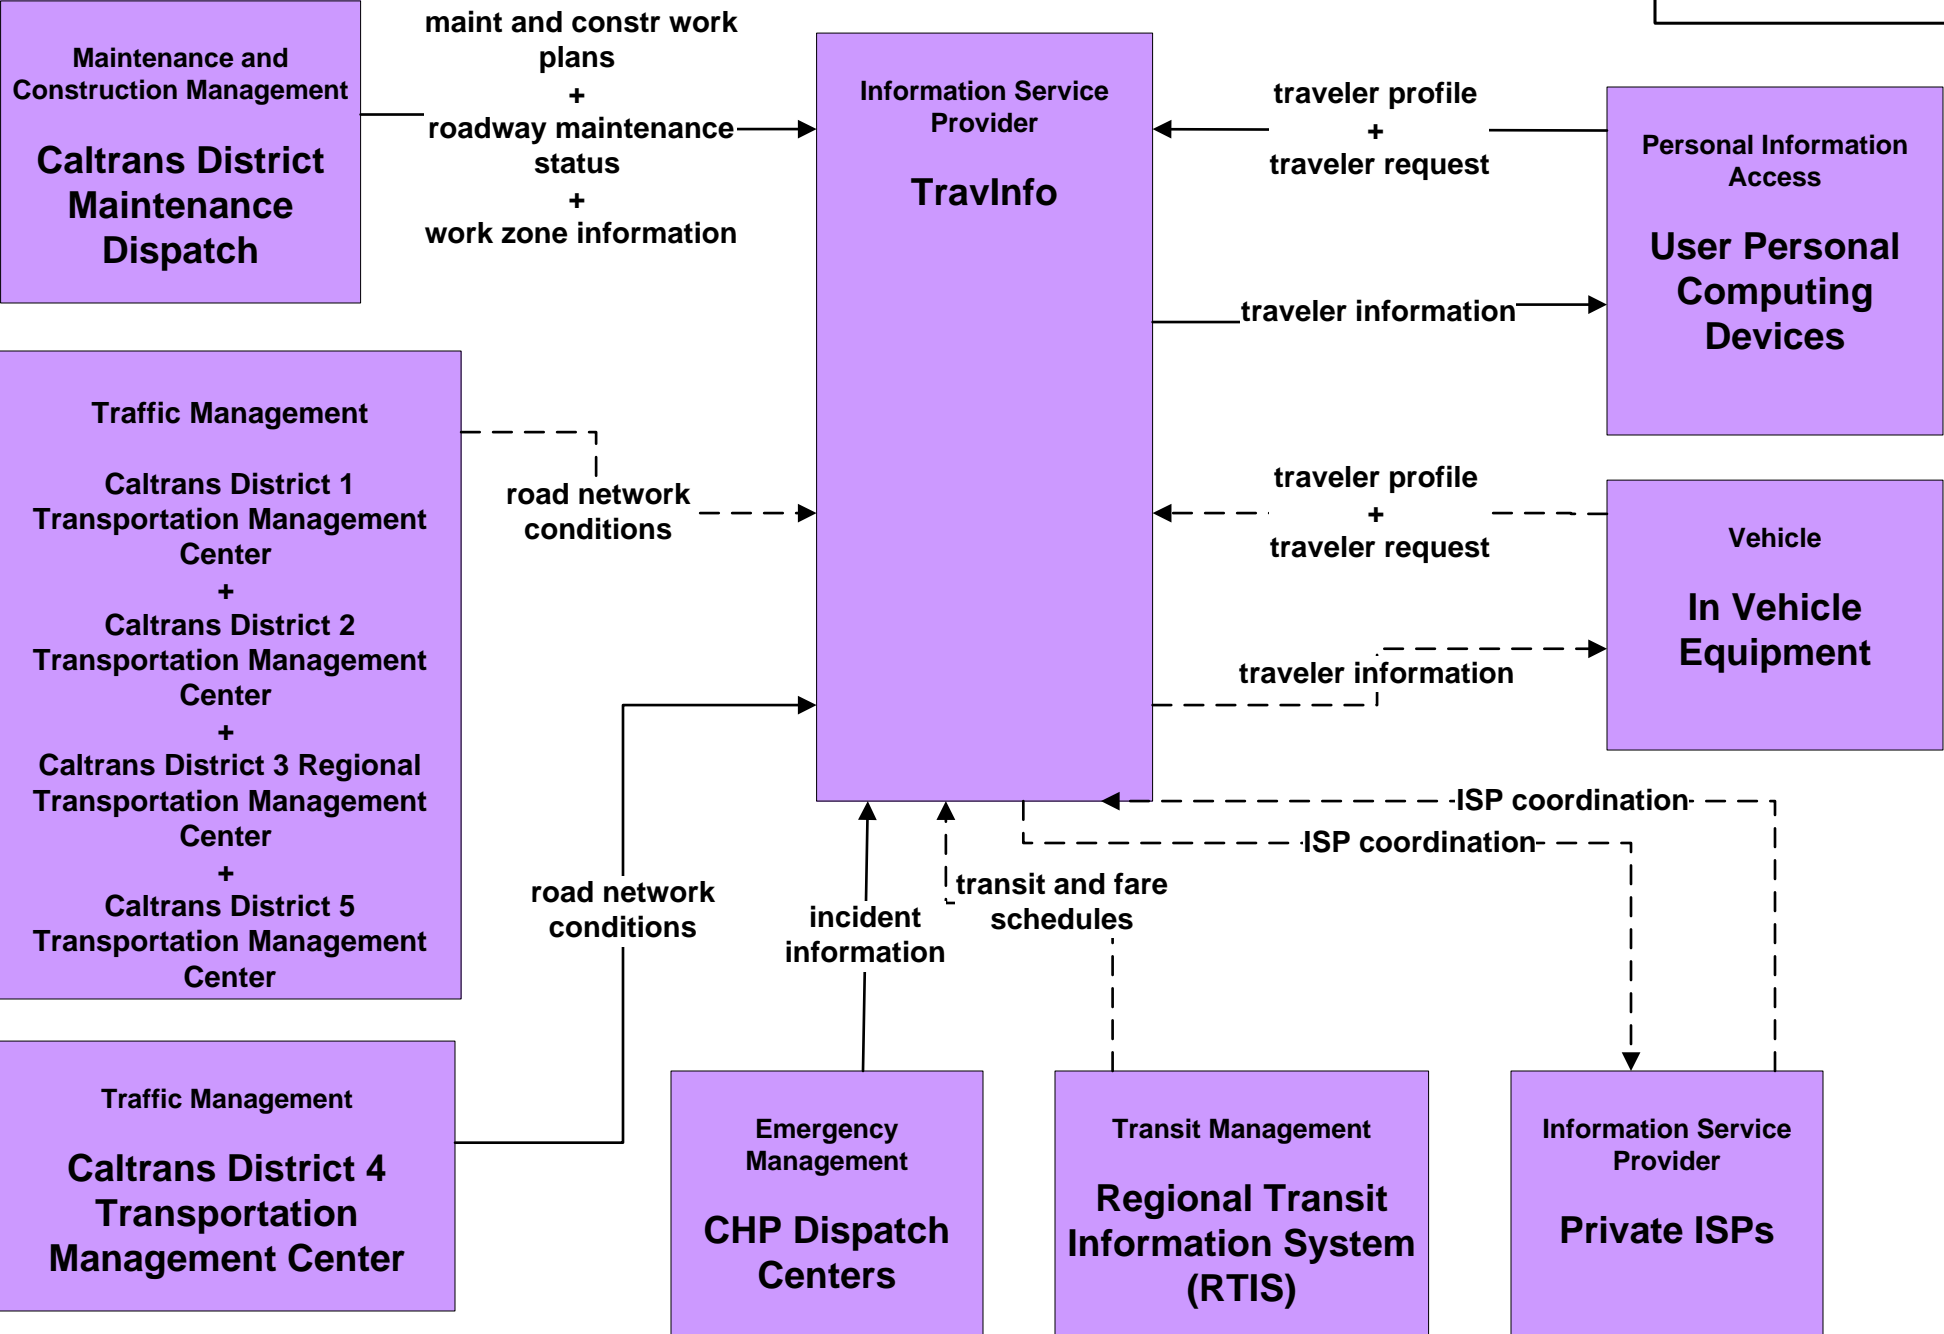 Maintenance and
Construction Management
Caltrans District
Maintenance
Dispatch
maint and constr work
plans
+
roadway maintenance
status
+
work zone information
Information Service
Provider
TravInfo
traveler profile
+
traveler request
traveler information
Personal Information
Access
User Personal
Computing
Devices
Traffic Management
Caltrans District 1
Transportation Management
Center
+
Caltrans District 2
Transportation Management
Center
+
Caltrans District 3 Regional
Transportation Management
Center
+
Caltrans District 5
Transportation Management
Center
road network
conditions
traveler profile
+
traveler request
traveler information
Vehicle
In Vehicle
Equipment
ISP coordination
ISP coordination
road network
conditions
incident
information
transit and fare
schedules
Traffic Management
Caltrans District 4
Transportation
Management Center
Emergency
Management
CHP Dispatch
Centers
Transit Management
Regional Transit
Information System
(RTIS)
Information Service
Provider
Private ISPs